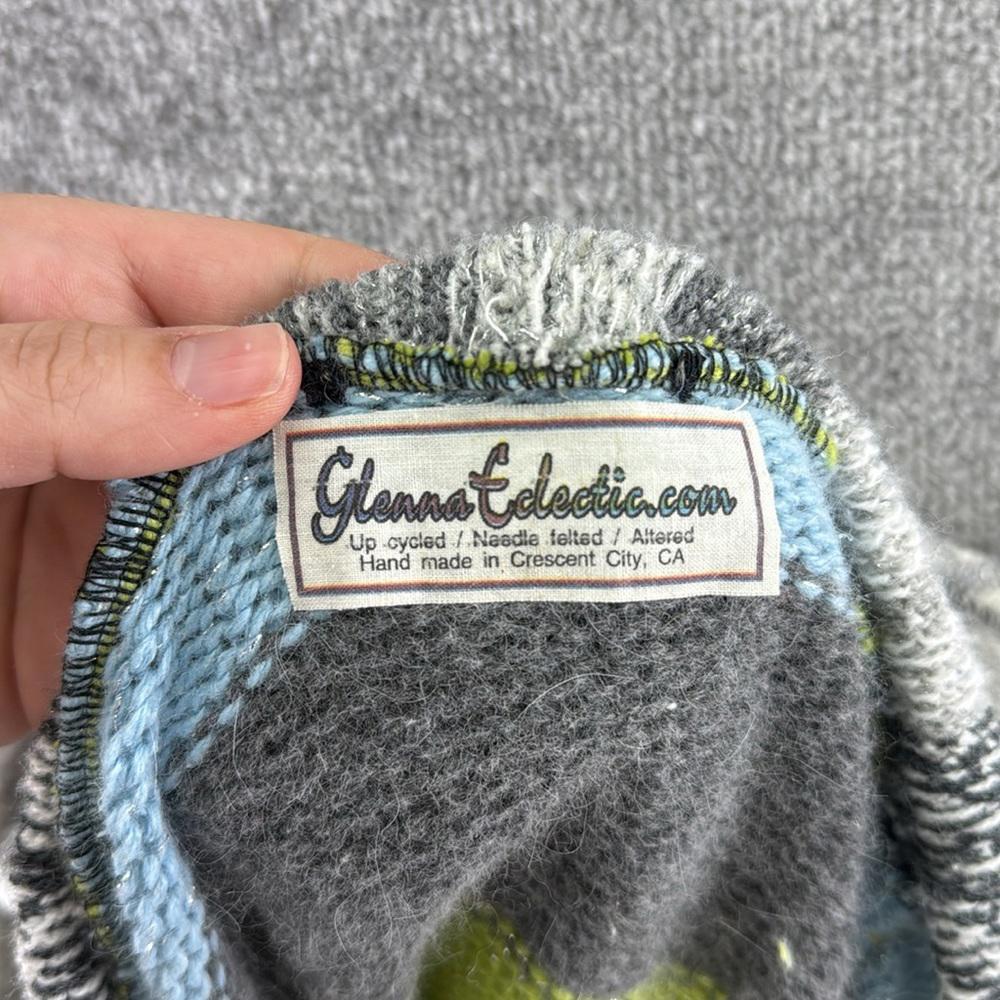 GlennaEclectic.com
Up cycled / Needle felted / Altered
Hand made in Crescent City, CA